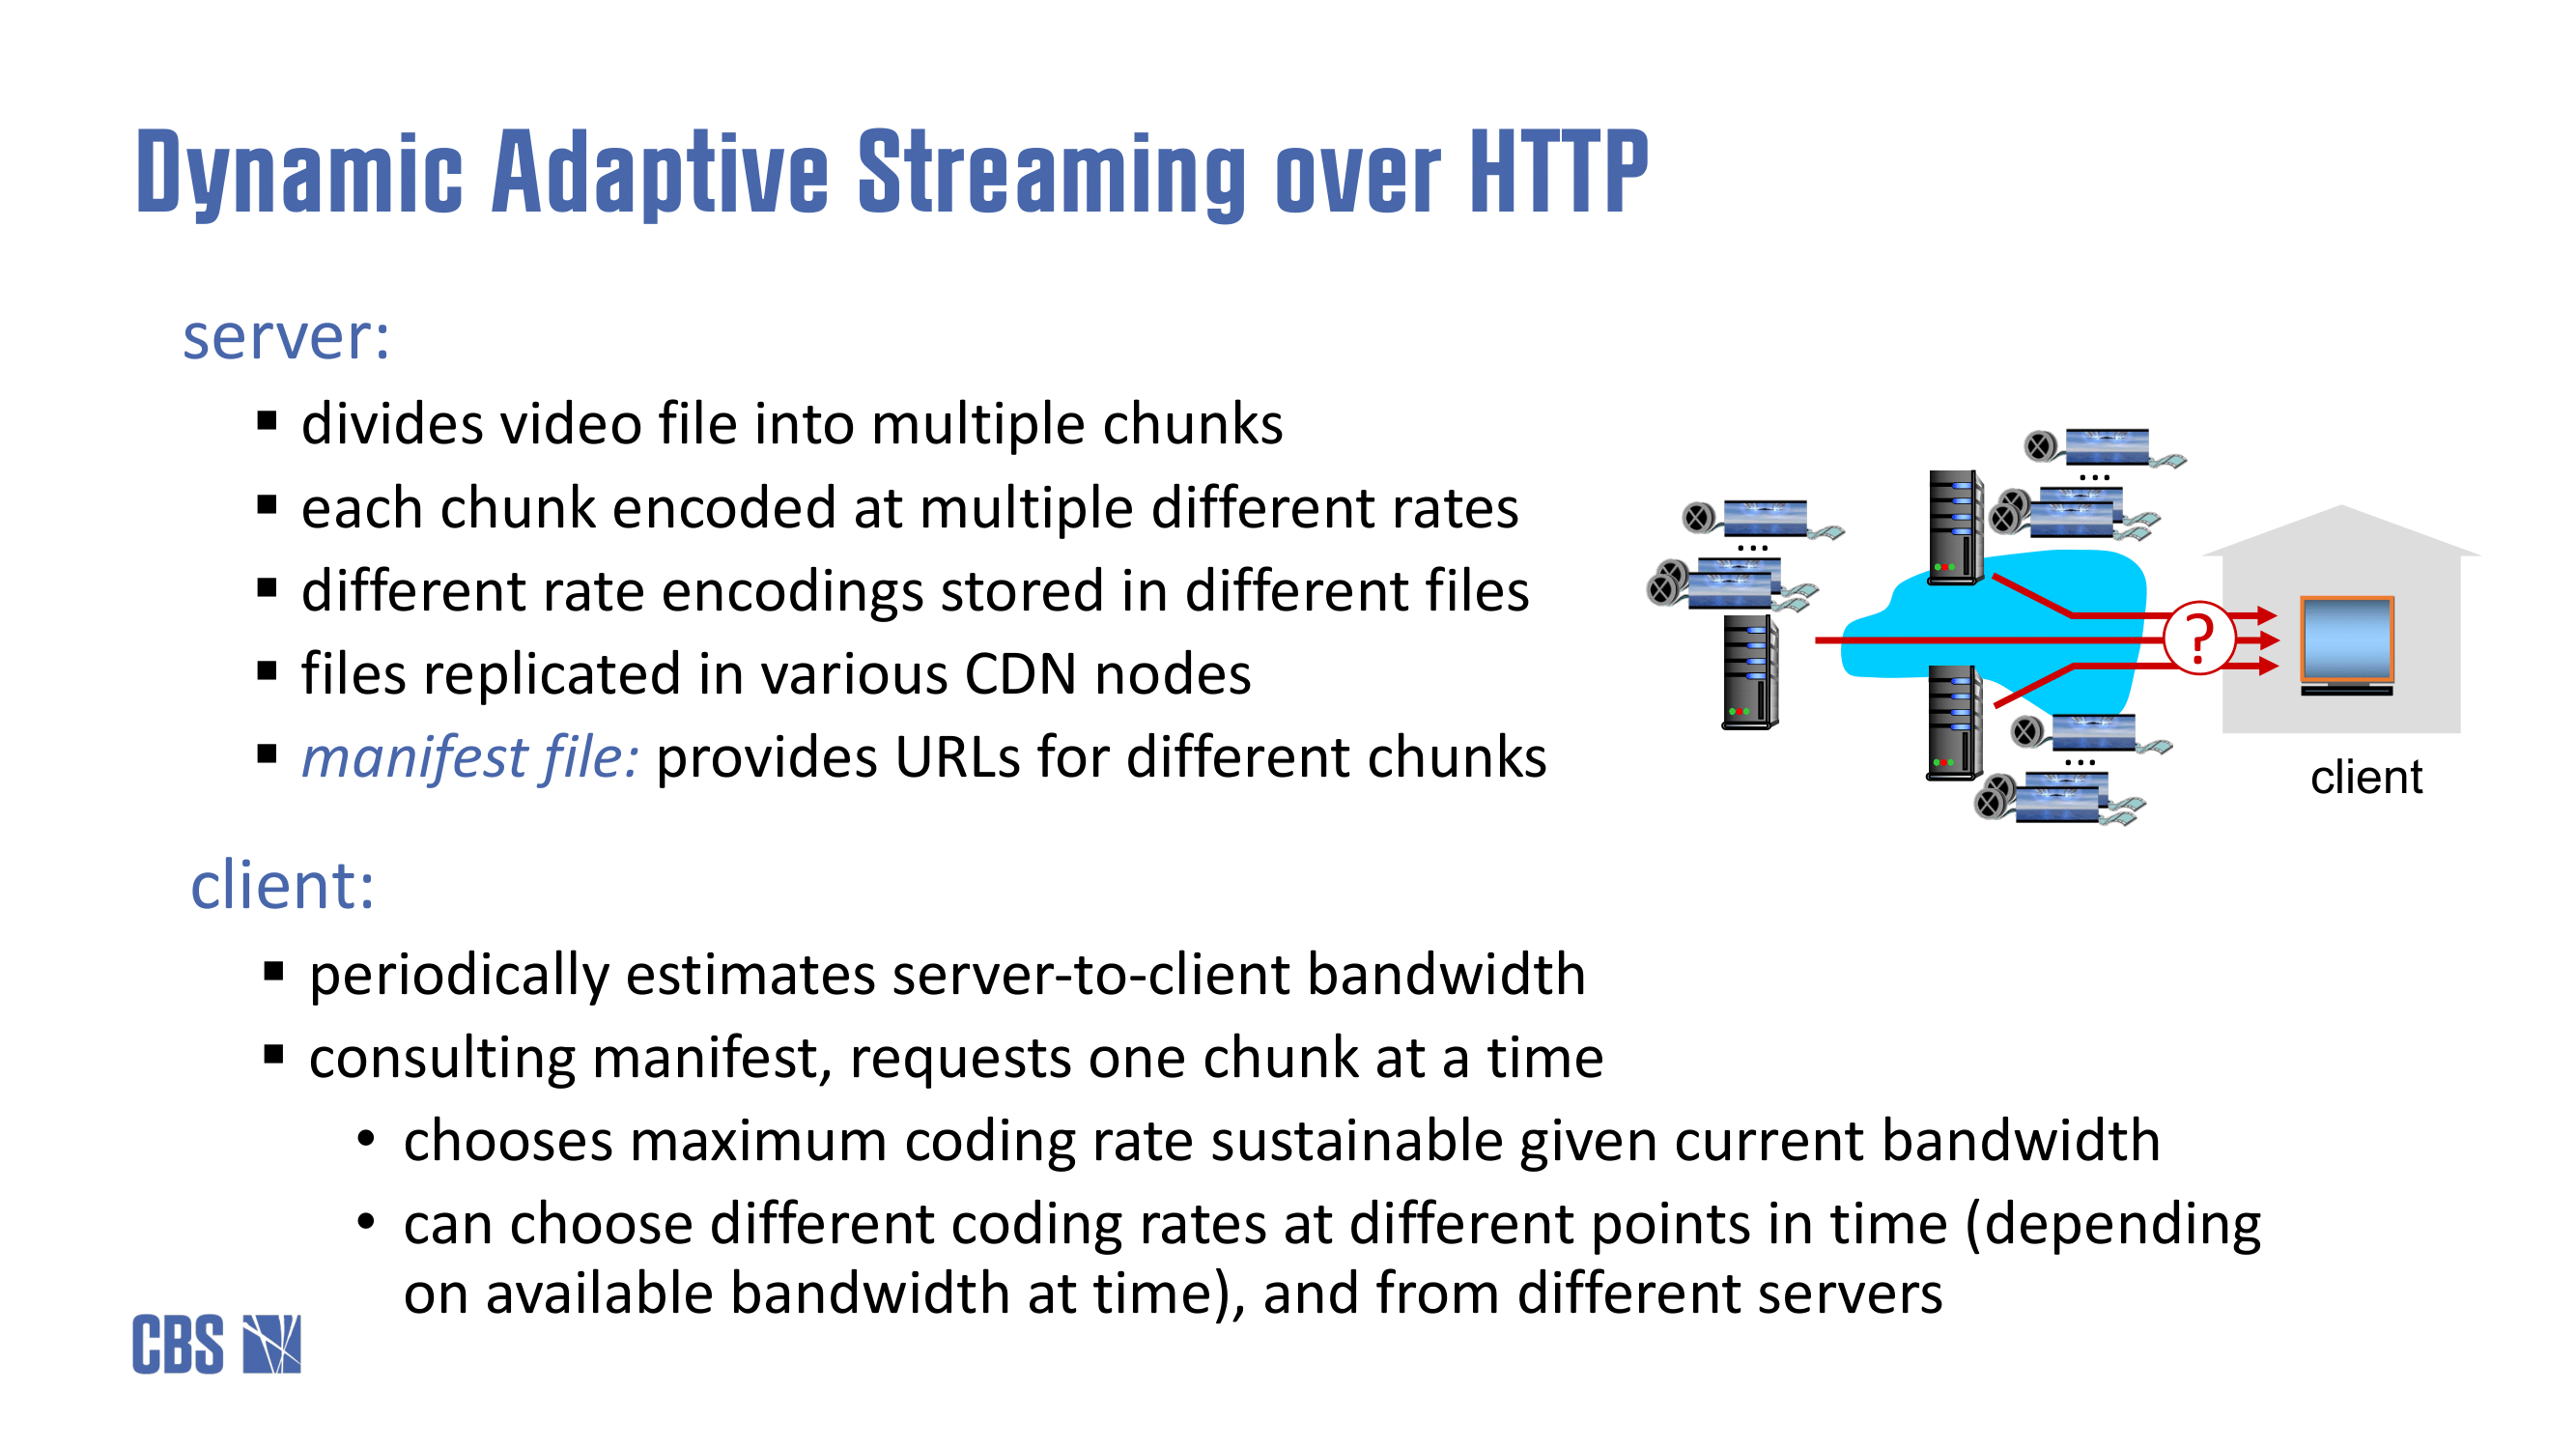 Dynamic Adaptive Streaming over HTTP
server:
▪ divides video file into multiple chunks
▪ each chunk encoded at multiple different rates
▪ different rate encodings stored in different files
▪ files replicated in various CDN nodes
▪ manifest file: provides URLs for different chunks
...
...
?
...
client
client:
▪ periodically estimates server-to-client bandwidth
▪ consulting manifest, requests one chunk at a time
• chooses maximum coding rate sustainable given current bandwidth
• can choose different coding rates at different points in time (depending
on available bandwidth at time), and from different servers
CBS